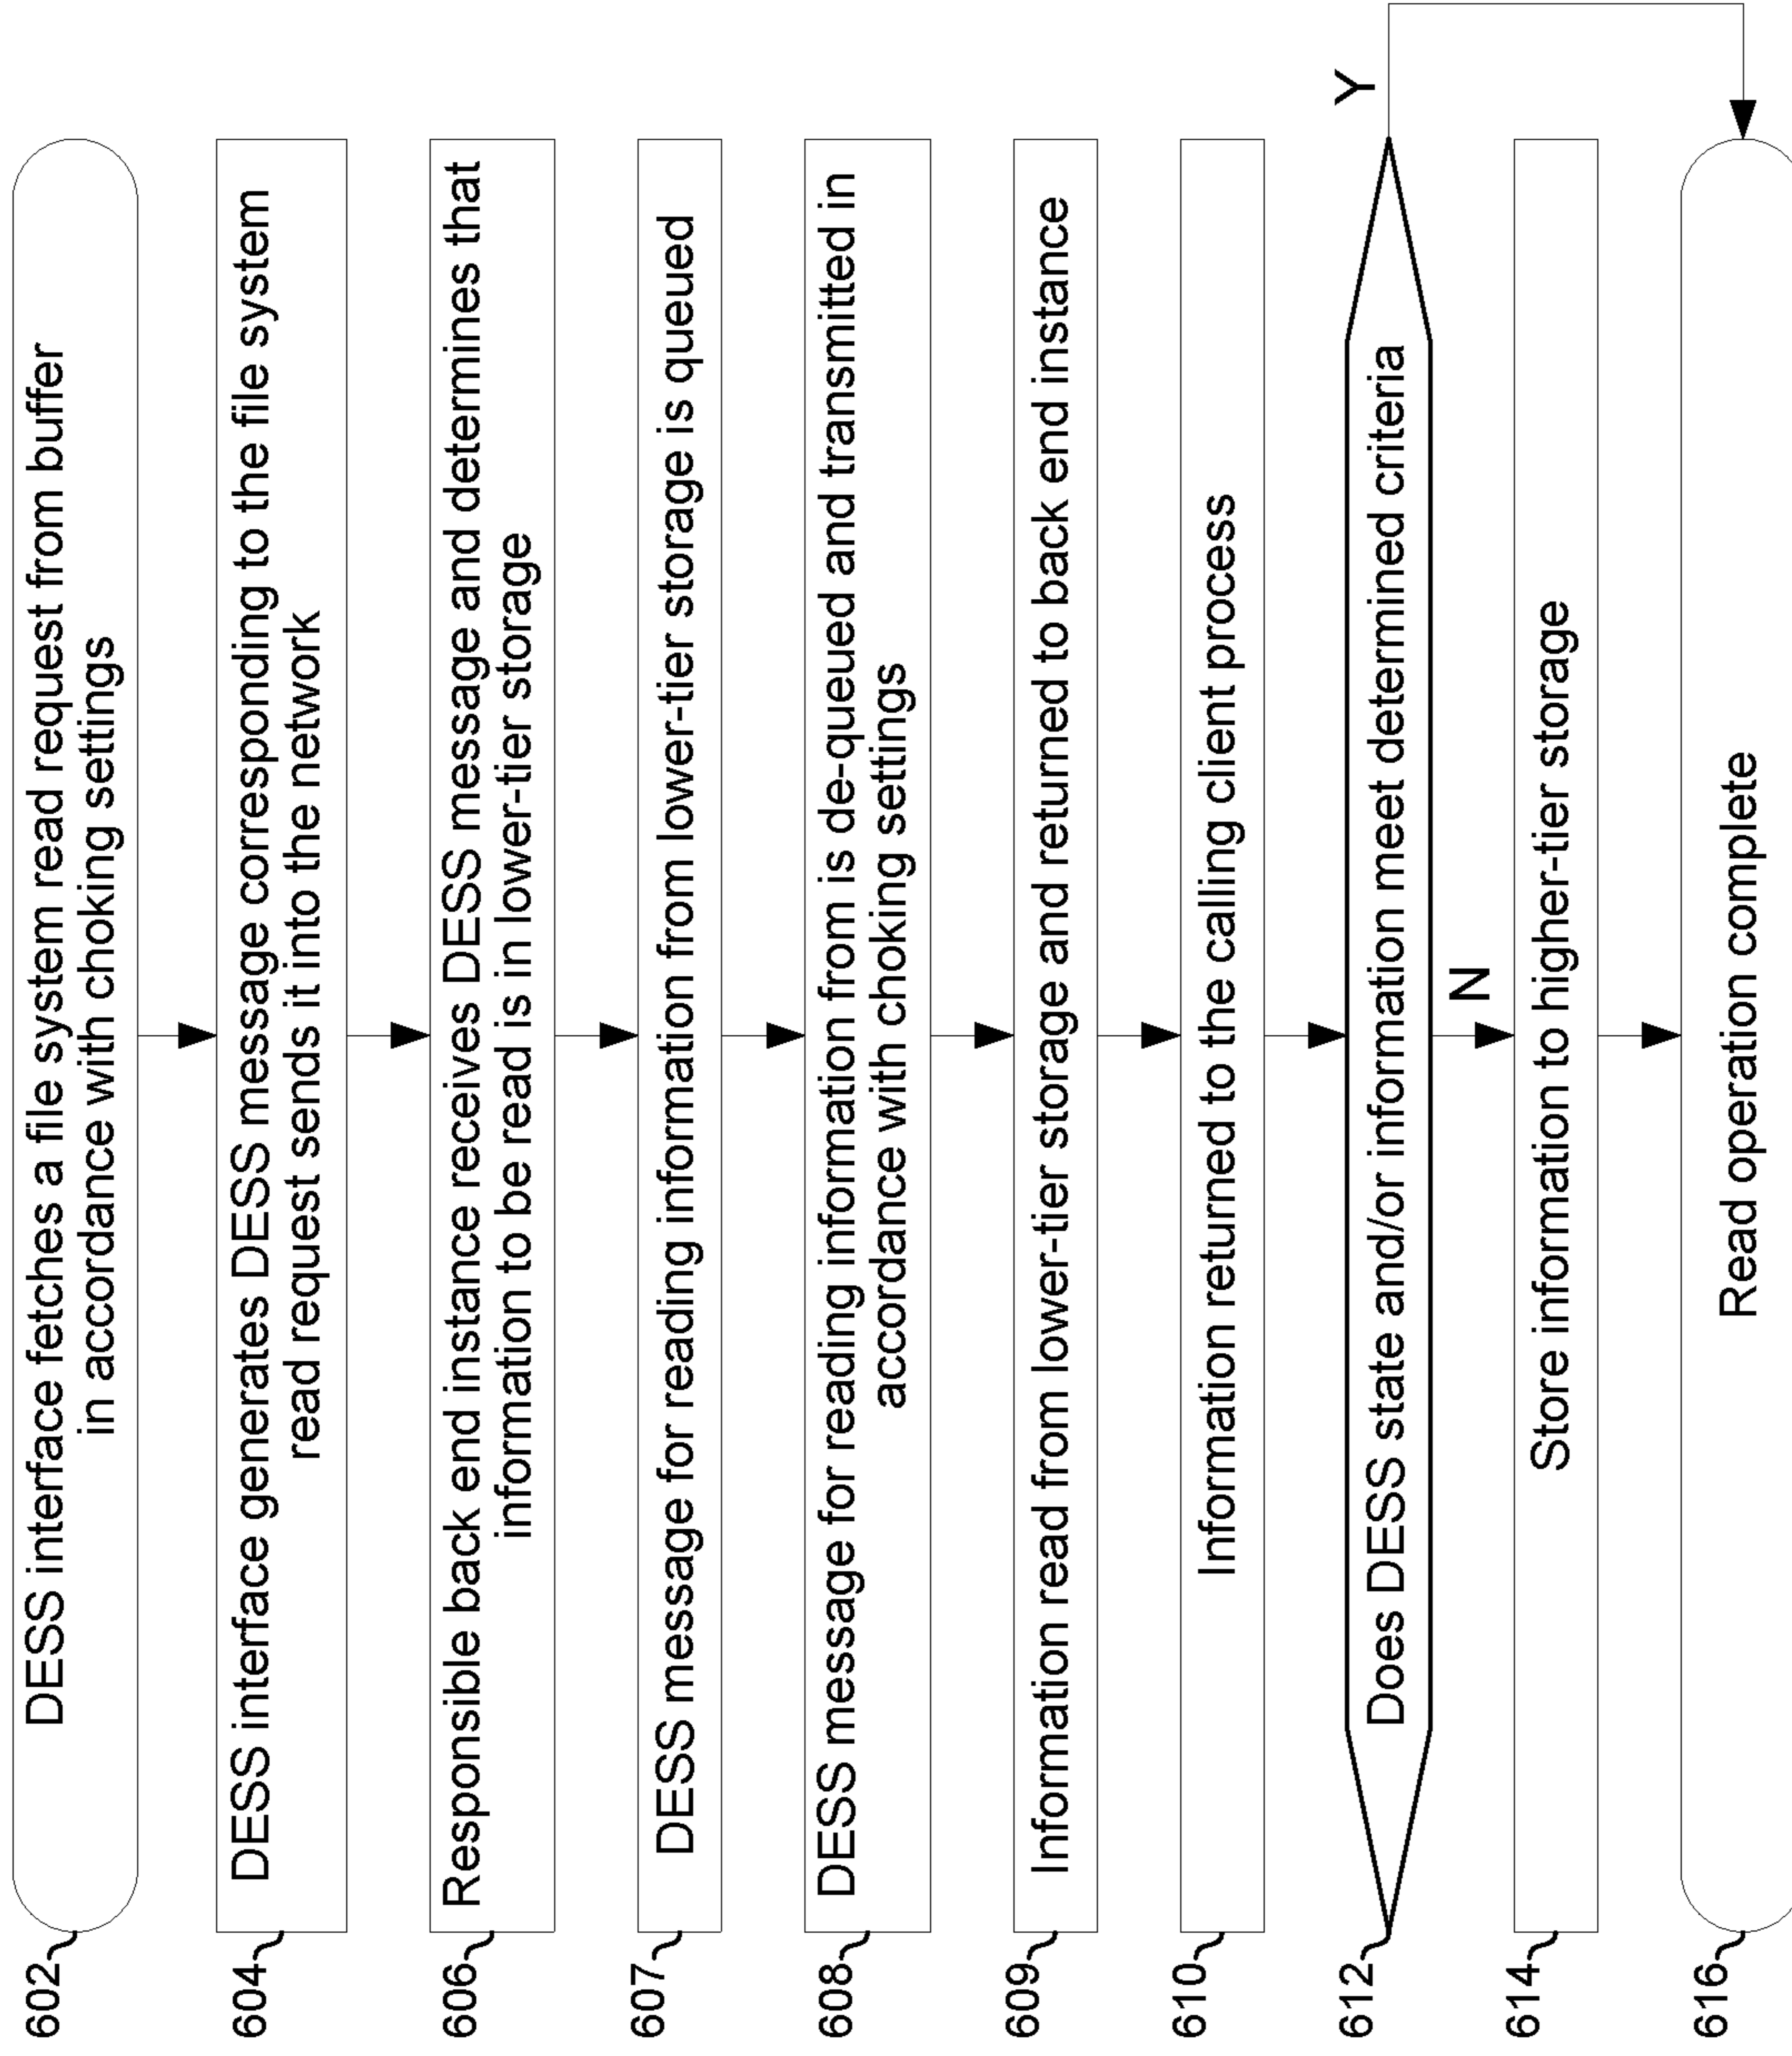 602
DESS interface fetches a file system read request from buffer
in accordance with choking settings
604
DESS interface generates DESS message corresponding to the file system
read request sends it into the network
606
Responsible back end instance receives DESS message and determines that
information to be read is in lower-tier storage
607
DESS message for reading information from lower-tier storage is queued
608
DESS message for reading information from is de-queued and transmitted in
accordance with choking settings
609
Information read from lower-tier storage and returned to back end instance
610
Information returned to the calling client process
612
Does DESS state and/or information meet determined criteria
Y
N
614
Store information to higher-tier storage
616
Read operation complete